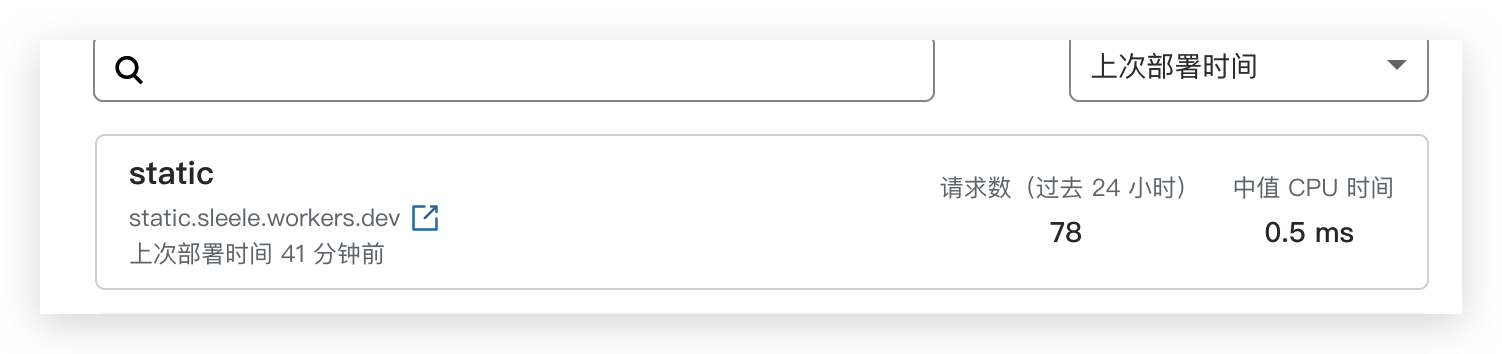 上次部署时间
static
static.sleele.workers.dev
上次部署时间 41 分钟前
请求数（过去 24 小时）
78
中值 CPU 时间
0.5 ms